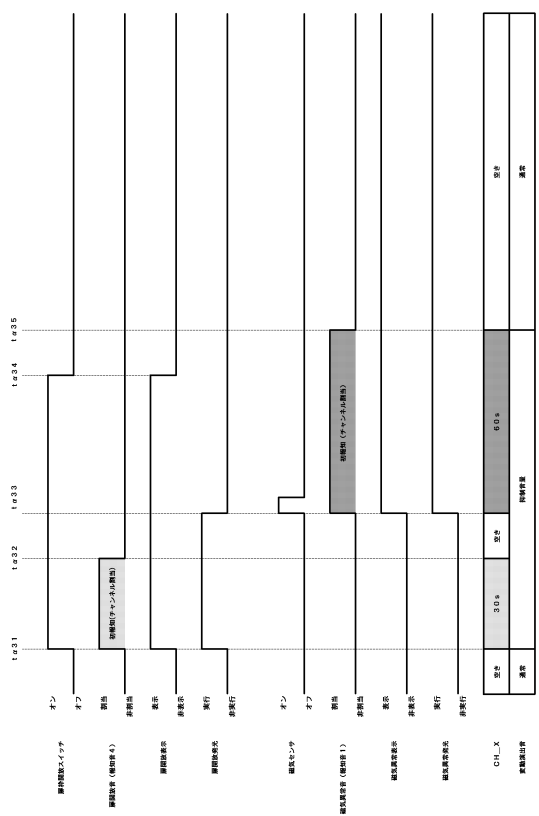 tα31
tα32
tα33
tα34
tα35
扉枠開放スイッチ
オン
オフ
扉開放音（報知音4）
割当
非割当
初報知(チャンネル割当)
扉開放表示
表示
非表示
扉開放発光
実行
非実行
磁気センサ
オン
オフ
磁気異常音（報知音1）
割当
非割当
初報知（チャンネル割当）
磁気異常表示
表示
非表示
磁気異常発光
実行
非実行
CH＿X
空き
30s
空き
60s
空き
変動演出音
通常
抑制音量
通常